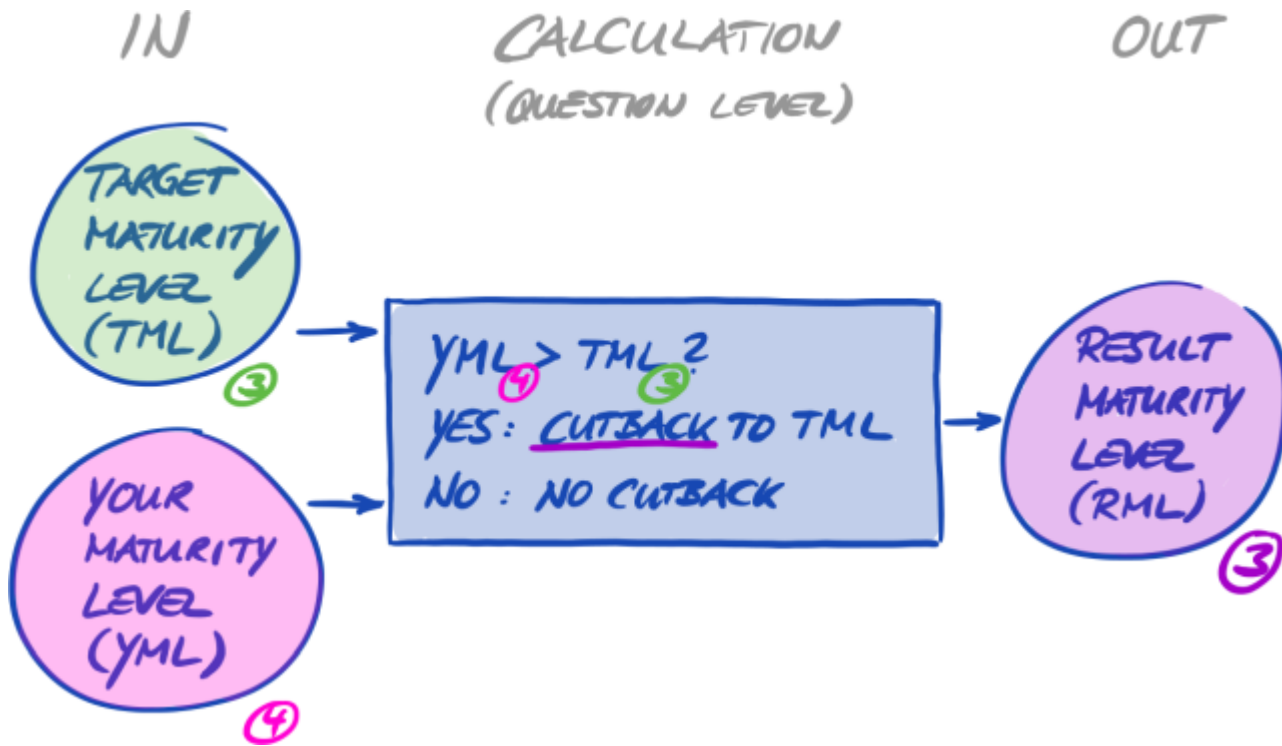 IN
CALCULATION
(QUESTION LEVEL)
OUT
TARGET
MATURITY
LEVEL
(TML)
3
YOUR
MATURITY
LEVEL
(YML)
4
YML > TML?
4 3
YES: CUTBACK TO TML
NO: NO CUTBACK
RESULT
MATURITY
LEVEL
(RML)
3